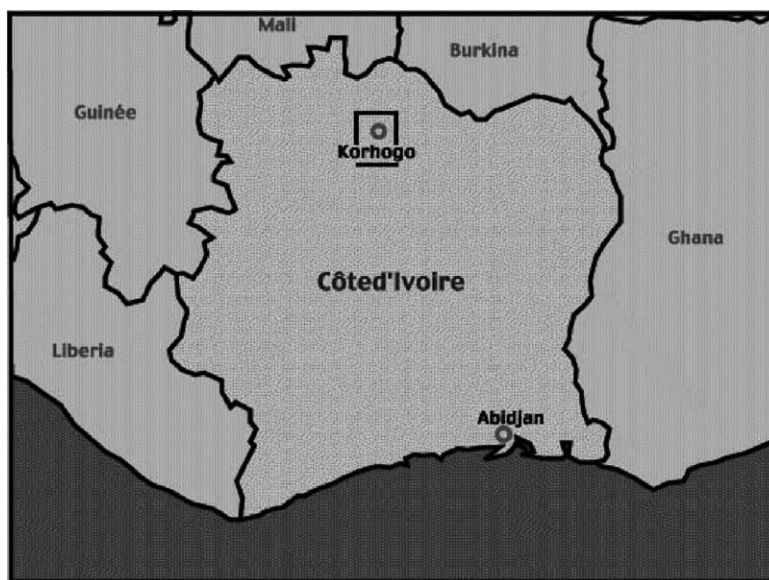 Mali
Burkina
Guinée
Korhogo
Ghana
Côted'Ivoire
Liberia
Abidjan